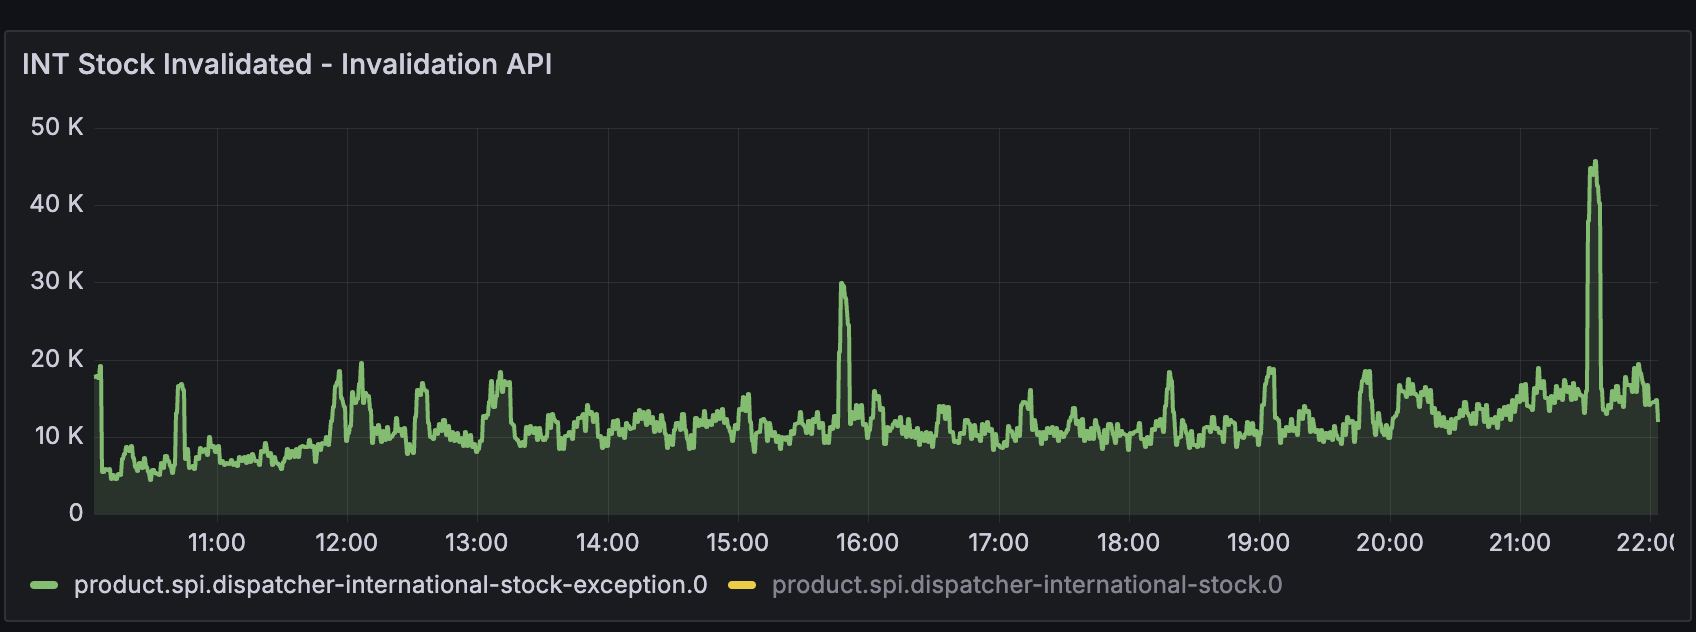 INT Stock Invalidated - Invalidation API
50 K
40 K
30 K
20 K
10 K
0
11:00 12:00 13:00 14:00 15:00 16:00 17:00 18:00 19:00 20:00 21:00 22:00
product.spi.dispatcher-international-stock-exception.0 product.spi.dispatcher-international-stock.0